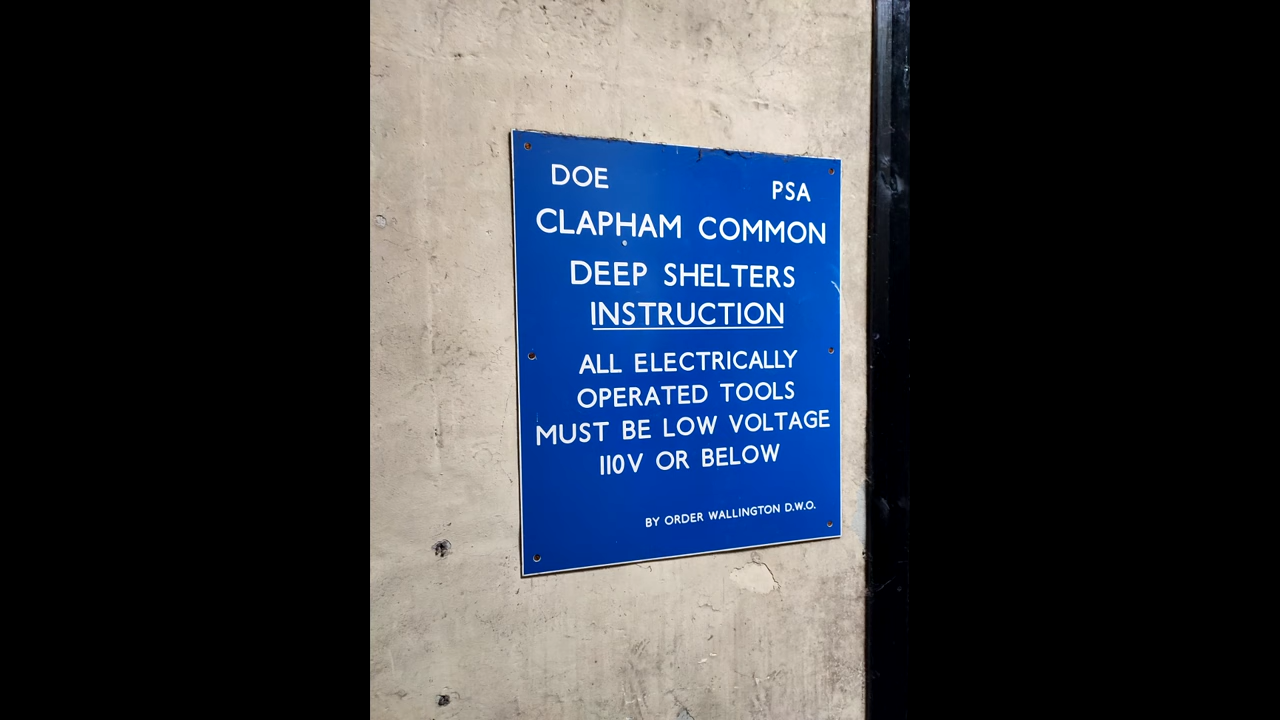 DOE PSA
CLAPHAM COMMON
DEEP SHELTERS
INSTRUCTION
ALL ELECTRICALLY
OPERATED TOOLS
MUST BE LOW VOLTAGE
110V OR BELOW
BY ORDER WALLINGTON D.W.O.